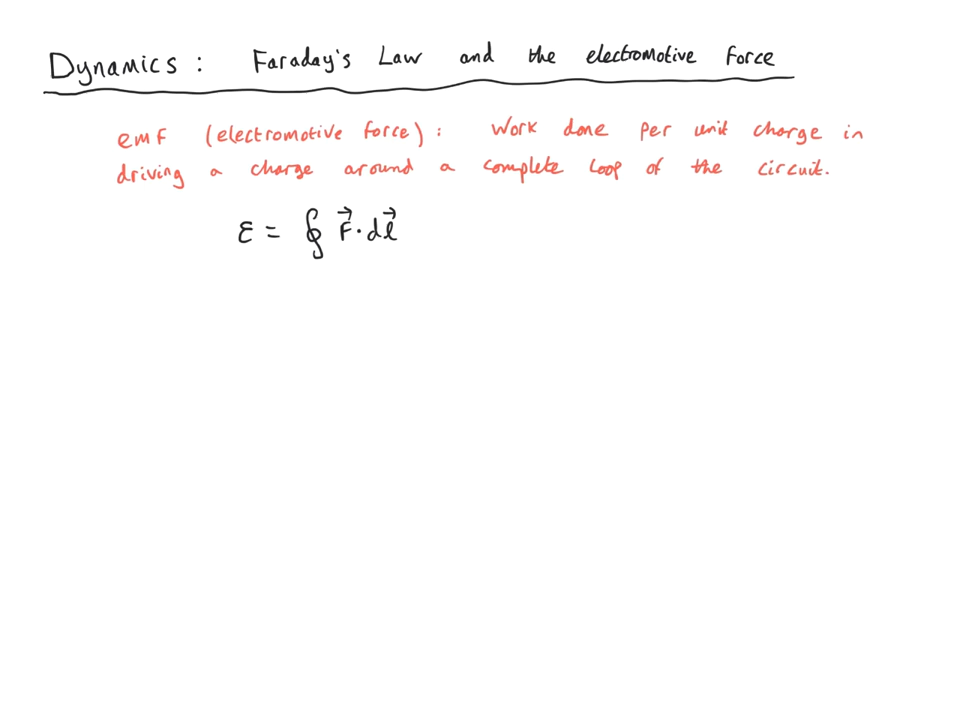 Dynamics : Faraday's Law and the electromotive Force
emf (electromotive force) : Work done per unit charge in
driving a charge around a complete loop of the circuit.
ε = ∮ F⃗ · dl⃗